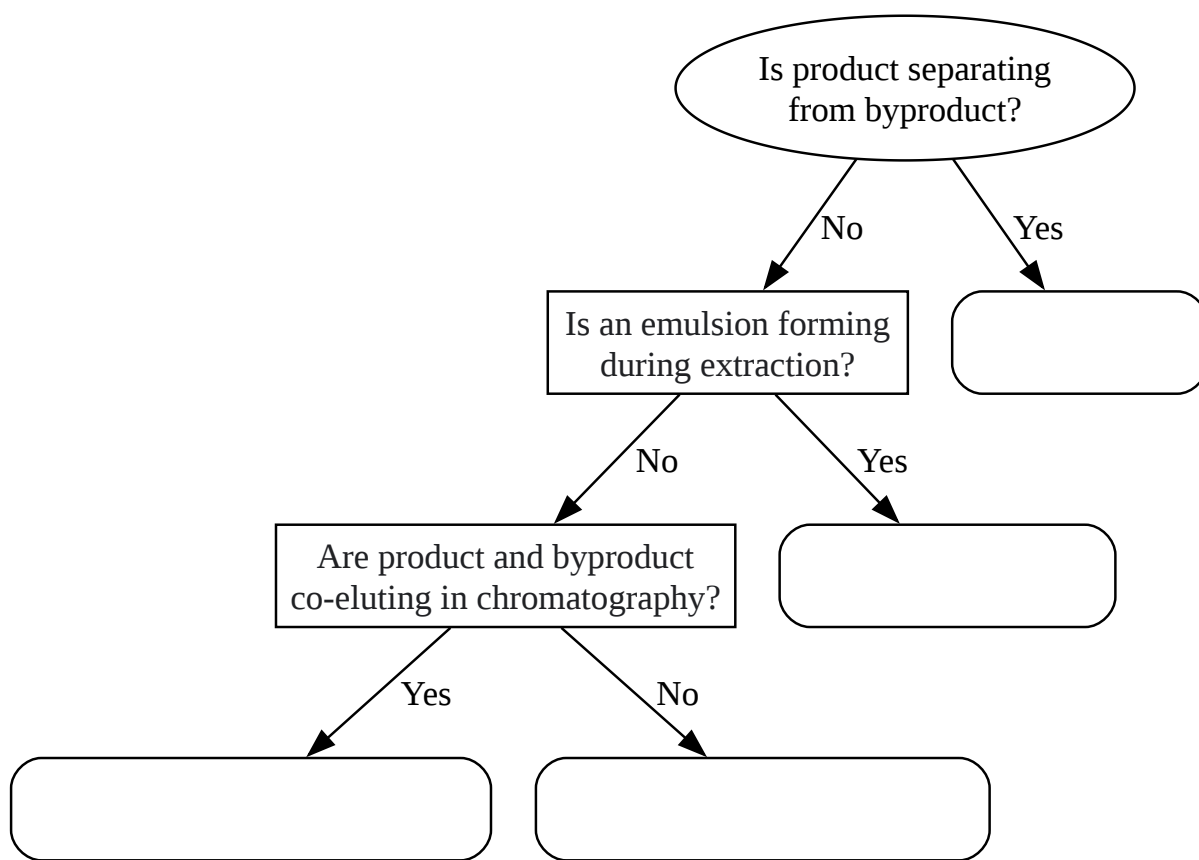 Is product separating
from byproduct?
No
Yes
Is an emulsion forming
during extraction?
No
Yes
Are product and byproduct
co-eluting in chromatography?
Yes
No